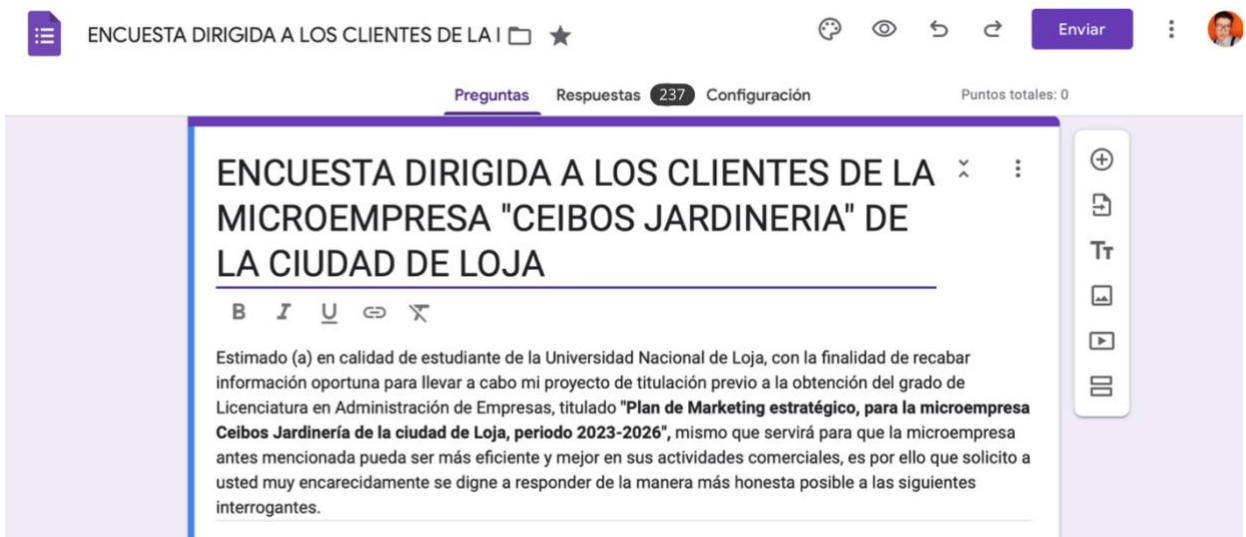 ENCUESTA DIRIGIDA A LOS CLIENTES DE LA I
Enviar
Preguntas Respuestas 237 Configuración Puntos totales: 0
ENCUESTA DIRIGIDA A LOS CLIENTES DE LA
MICROEMPRESA "CEIBOS JARDINERIA" DE
LA CIUDAD DE LOJA
B I U
Tт
Estimado (a) en calidad de estudiante de la Universidad Nacional de Loja, con la finalidad de recabar
información oportuna para llevar a cabo mi proyecto de titulación previo a la obtención del grado de
Licenciatura en Administración de Empresas, titulado "Plan de Marketing estratégico, para la microempresa
Ceibos Jardinería de la ciudad de Loja, periodo 2023-2026", mismo que servirá para que la microempresa
antes mencionada pueda ser más eficiente y mejor en sus actividades comerciales, es por ello que solicito a
usted muy encarecidamente se digne a responder de la manera más honesta posible a las siguientes
interrogantes.